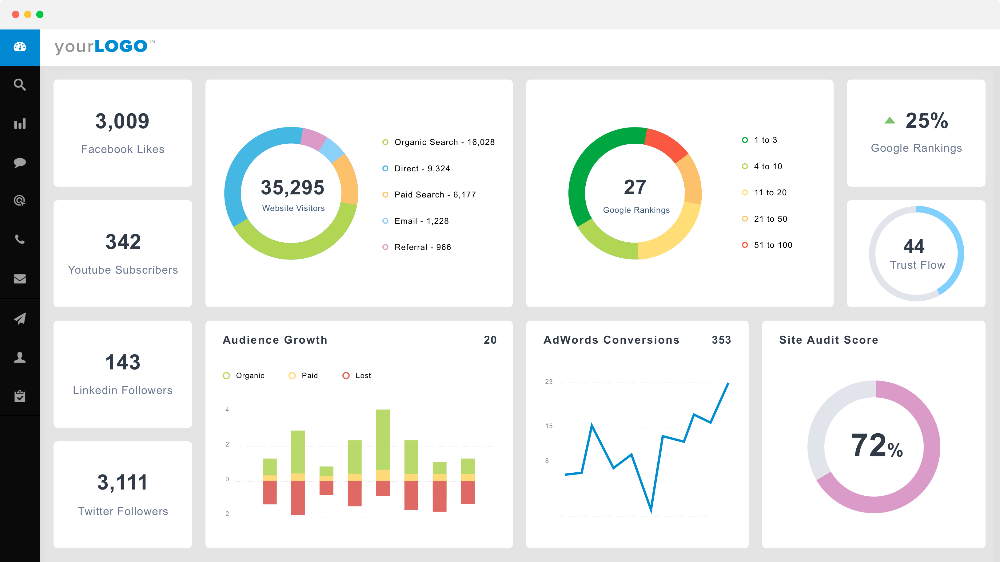 yourLOGO™
3,009
Facebook Likes
342
Youtube Subscribers
143
Linkedin Followers
3,111
Twitter Followers
35,295
Website Visitors
Organic Search - 16,028
Direct - 9,324
Paid Search - 6,177
Email - 1,228
Referral - 966
27
Google Rankings
1 to 3
4 to 10
11 to 20
21 to 50
51 to 100
25%
Google Rankings
44
Trust Flow
Audience Growth 20
Organic Paid Lost
4
2
0
2
AdWords Conversions 353
23
15
8
Site Audit Score
72%